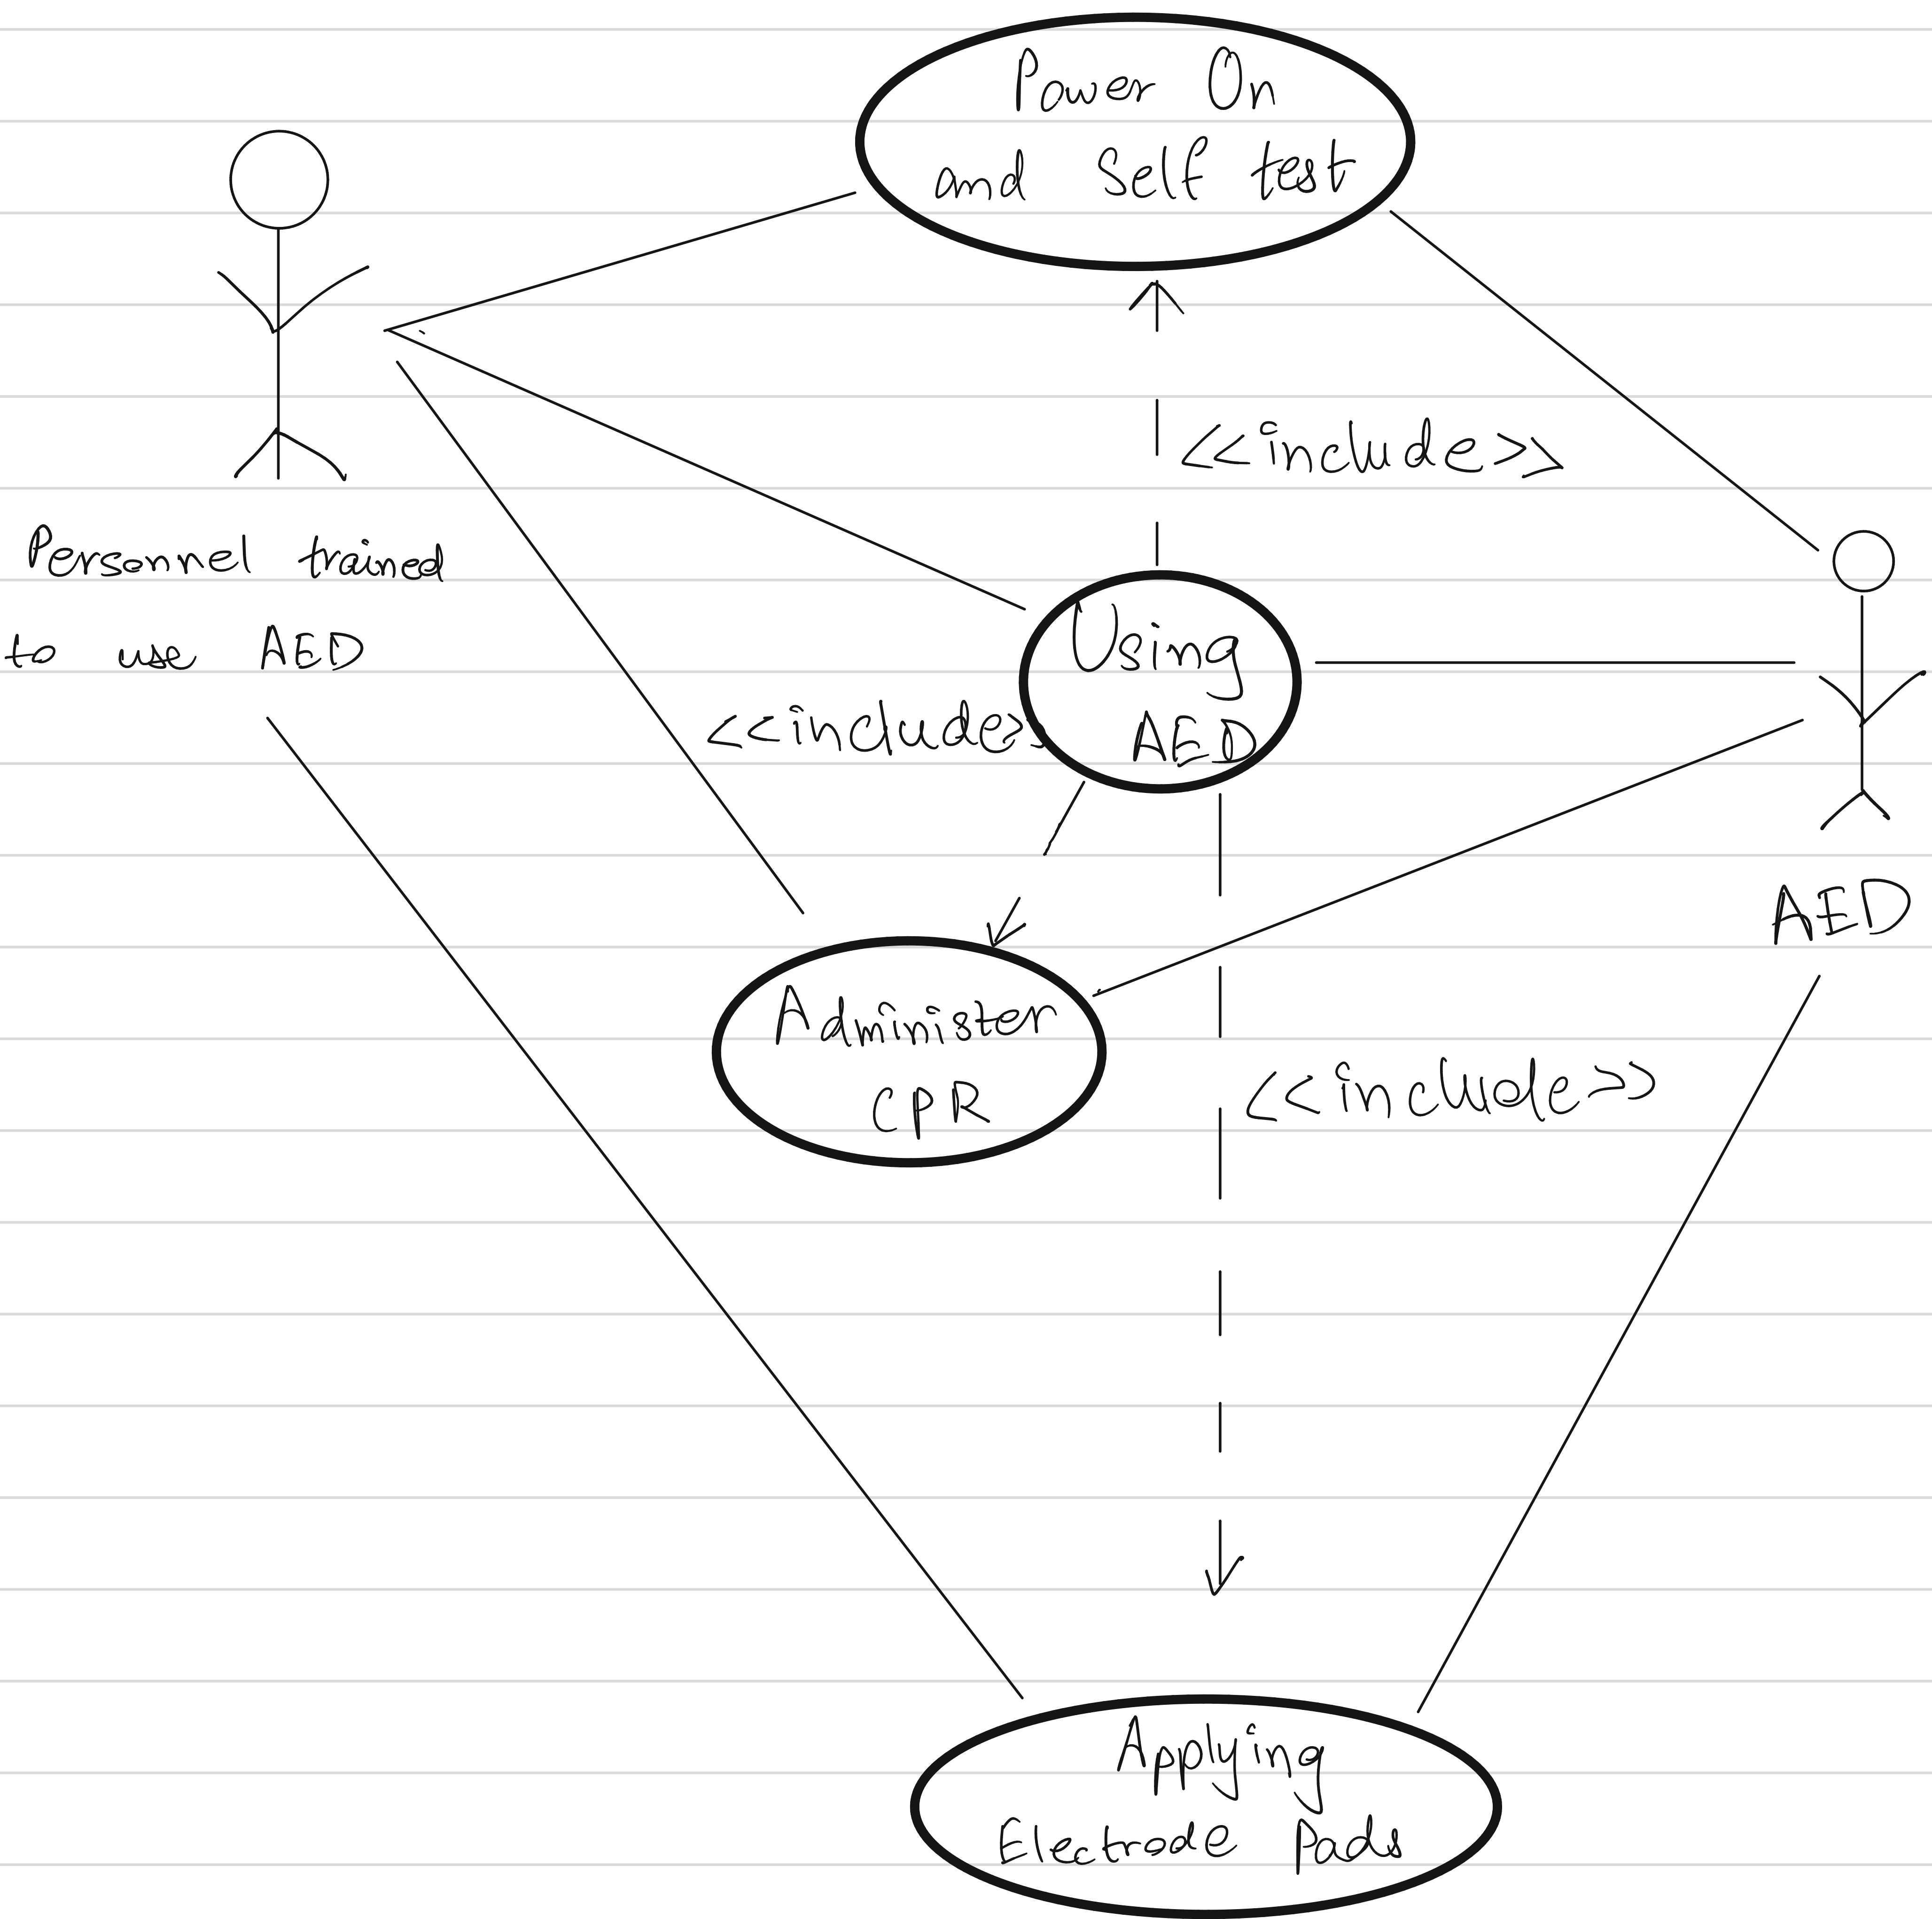 Power On
and Self test
<<include>>
Personnel trained
to use AED
Using
AED
<<include>
AED
Administer
CPR
<<include>>
Applying
Electrode Pads